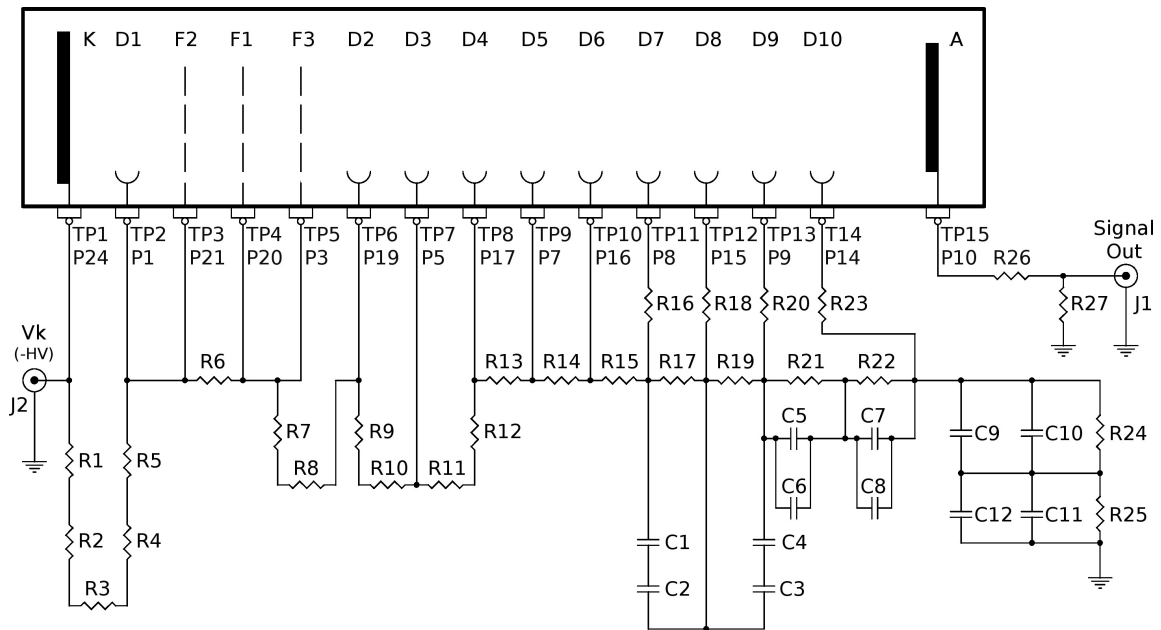 K D1 F2 F1 F3 D2 D3 D4 D5 D6 D7 D8 D9 D10 A
TP1 TP2 TP3 TP4 TP5 TP6 TP7 TP8 TP9 TP10 TP11 TP12 TP13 T14 TP15
P24 P1 P21 P20 P3 P19 P5 P17 P7 P16 P8 P15 P9 P14 P10
Signal
Out
R26
R27 J1
R16 R18 R20 R23
Vk
(-HV)
J2
R6 R13 R14 R15 R17 R19 R21 R22
C5 C7
R7 R9 R12 C9 C10 R24
R1 R5
R8 R10 R11
C6 C8
C12 C11 R25
R2 R4 C1 C4
R3 C2 C3